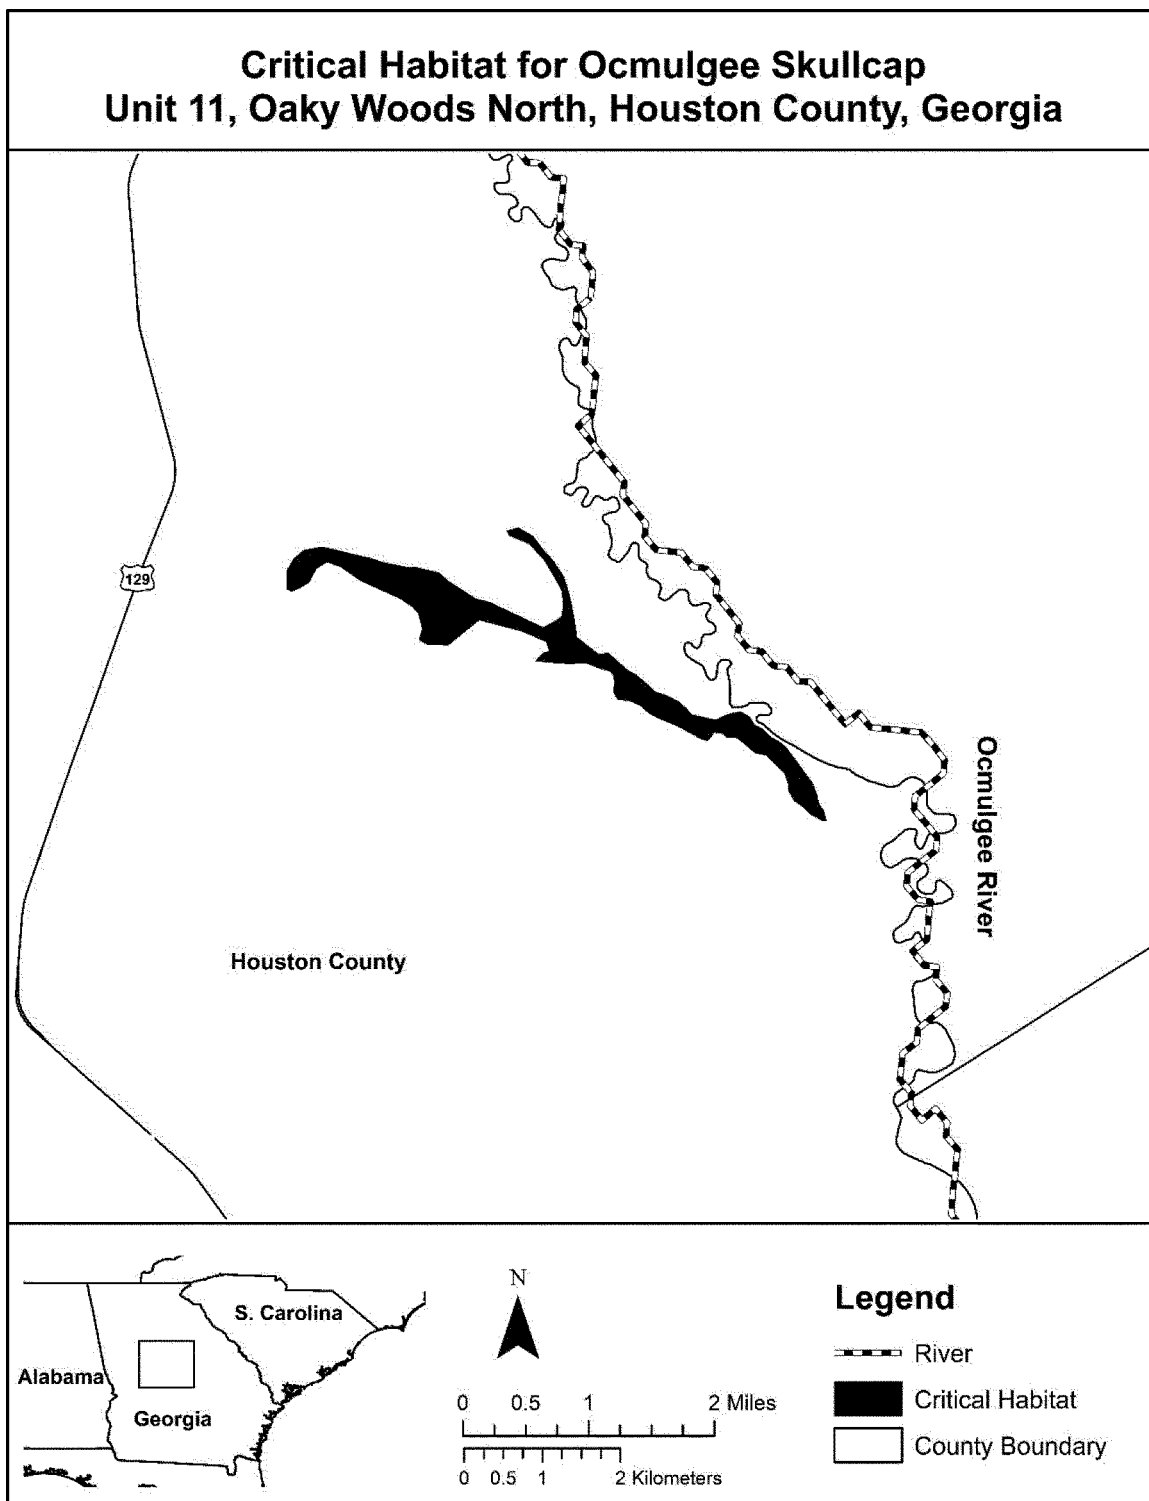 Critical Habitat for Ocmulgee Skullcap
Unit 11, Oaky Woods North, Houston County, Georgia
129
Ocmulgee River
Houston County
S. Carolina
Alabama
Georgia
N
0 0.5 1 2 Miles
0 0.5 1 2 Kilometers
Legend
River
Critical Habitat
County Boundary